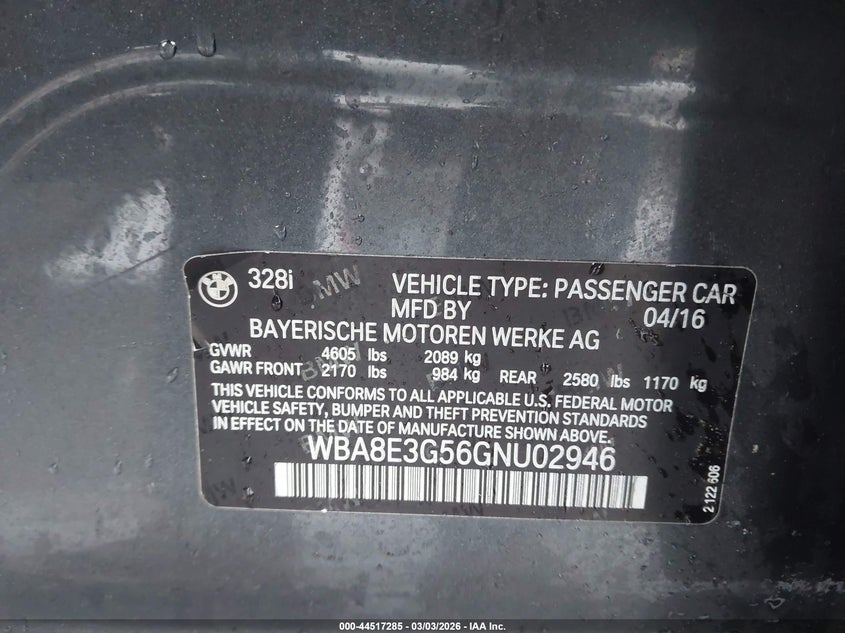 328i VEHICLE TYPE: PASSENGER CAR
MFD BY 04/16
BAYERISCHE MOTOREN WERKE AG
GVWR 4605 lbs 2089 kg
GAWR FRONT 2170 lbs 984 kg REAR 2580 lbs 1170 kg
THIS VEHICLE CONFORMS TO ALL APPLICABLE U.S. FEDERAL MOTOR
VEHICLE SAFETY, BUMPER AND THEFT PREVENTION STANDARDS
IN EFFECT ON THE DATE OF MANUFACTURE SHOWN ABOVE.
WBA8E3G56GNU02946
2 122 606
000-44517285 - 03/03/2026 - IAA Inc.